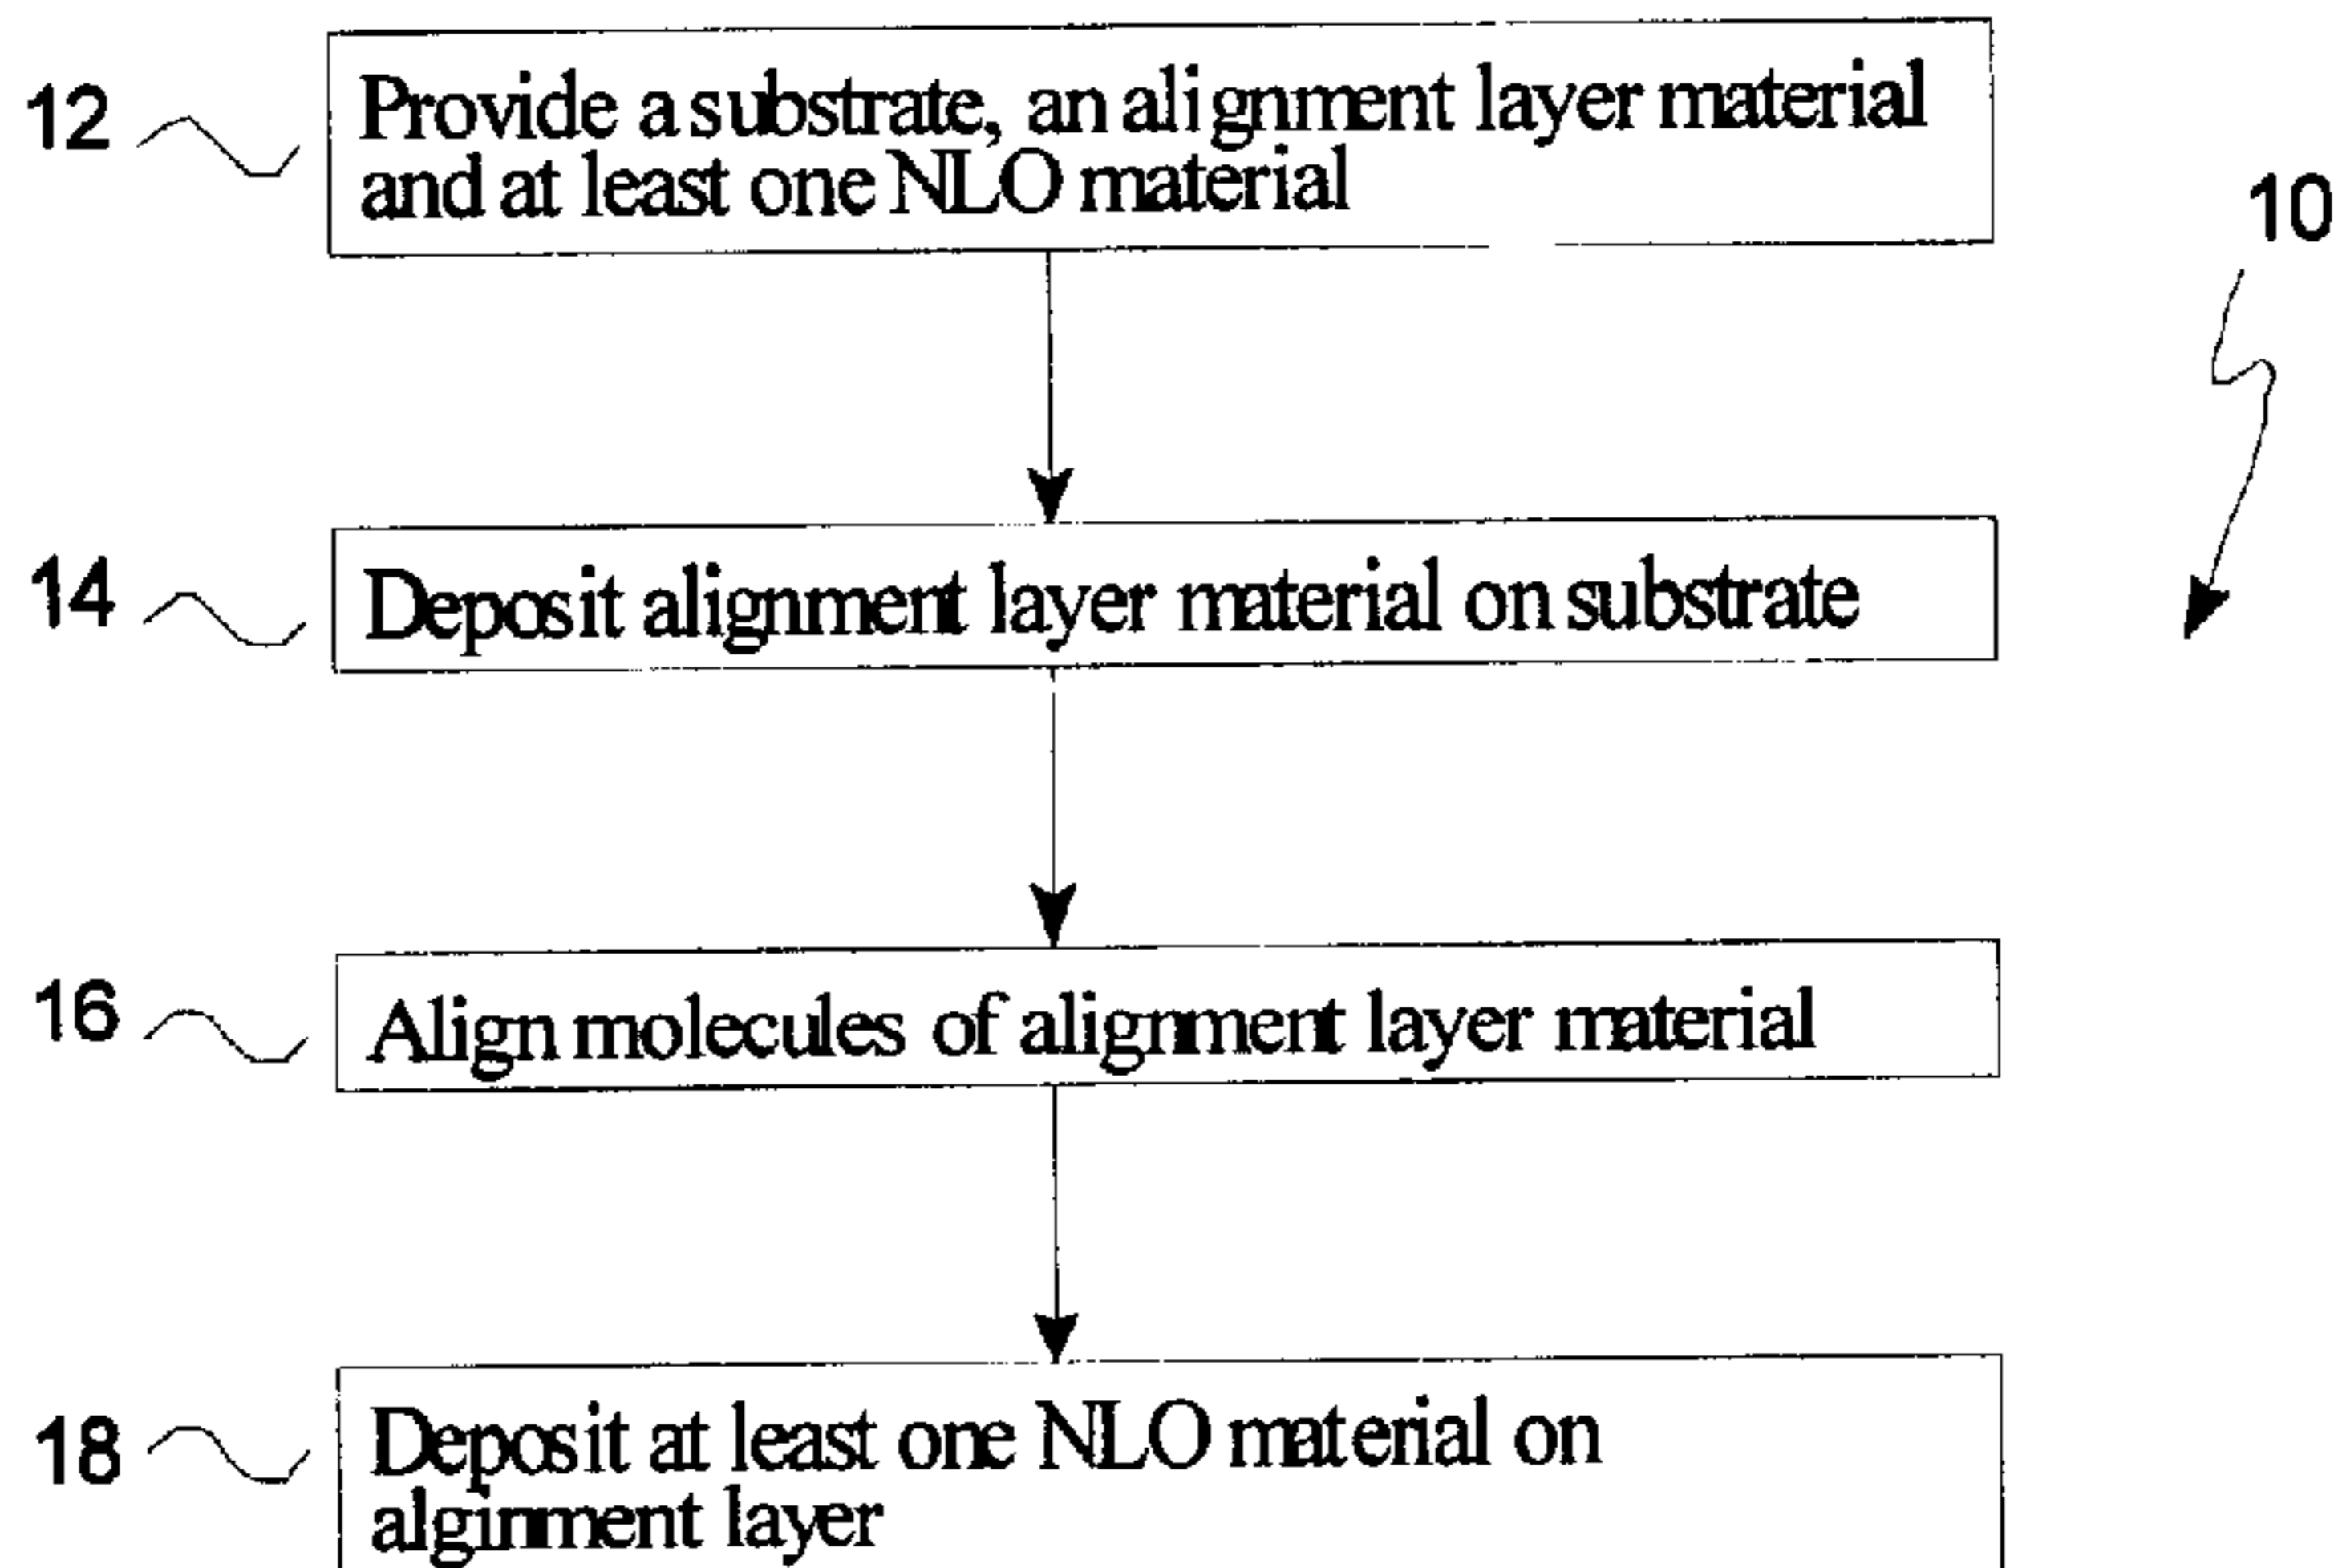 12
Provide a substrate, an alignment layer material
and at least one NLO material
10
14
Deposit alignment layer material on substrate
16
Align molecules of alignment layer material
18
Deposit at least one NLO material on
alginment layer